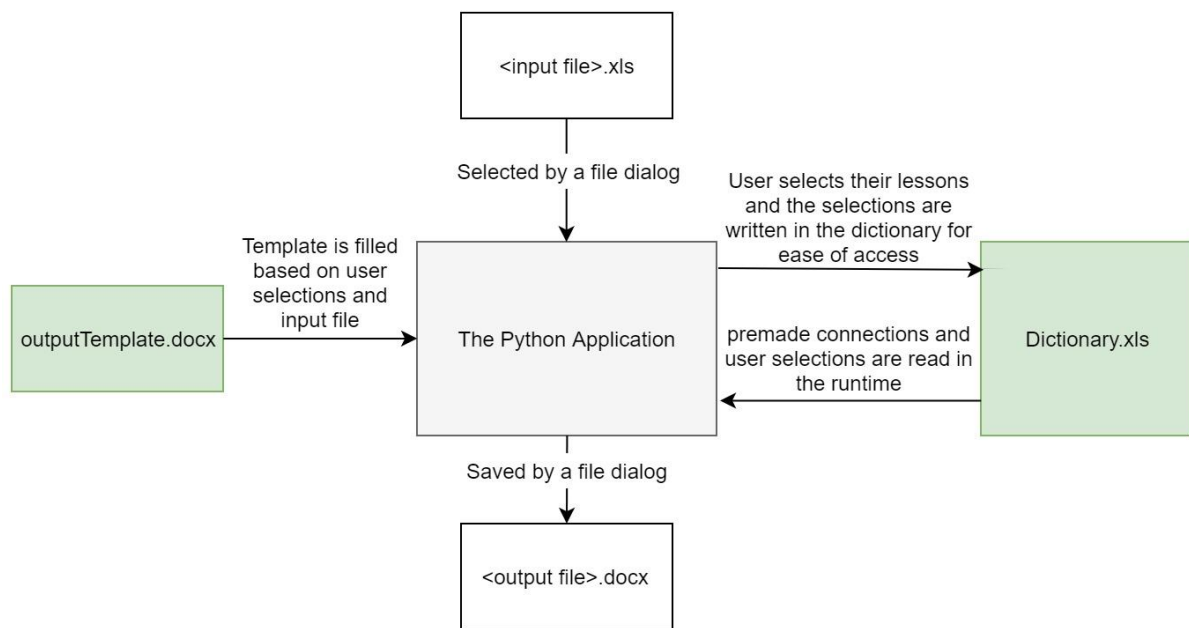 <input file>.xls
Selected by a file dialog
User selects their lessons
and the selections are
written in the dictionary for
ease of access
Template is filled
based on user
selections and
input file
outputTemplate.docx
The Python Application
premade connections and
user selections are read in
the runtime
Dictionary.xls
Saved by a file dialog
<output file>.docx